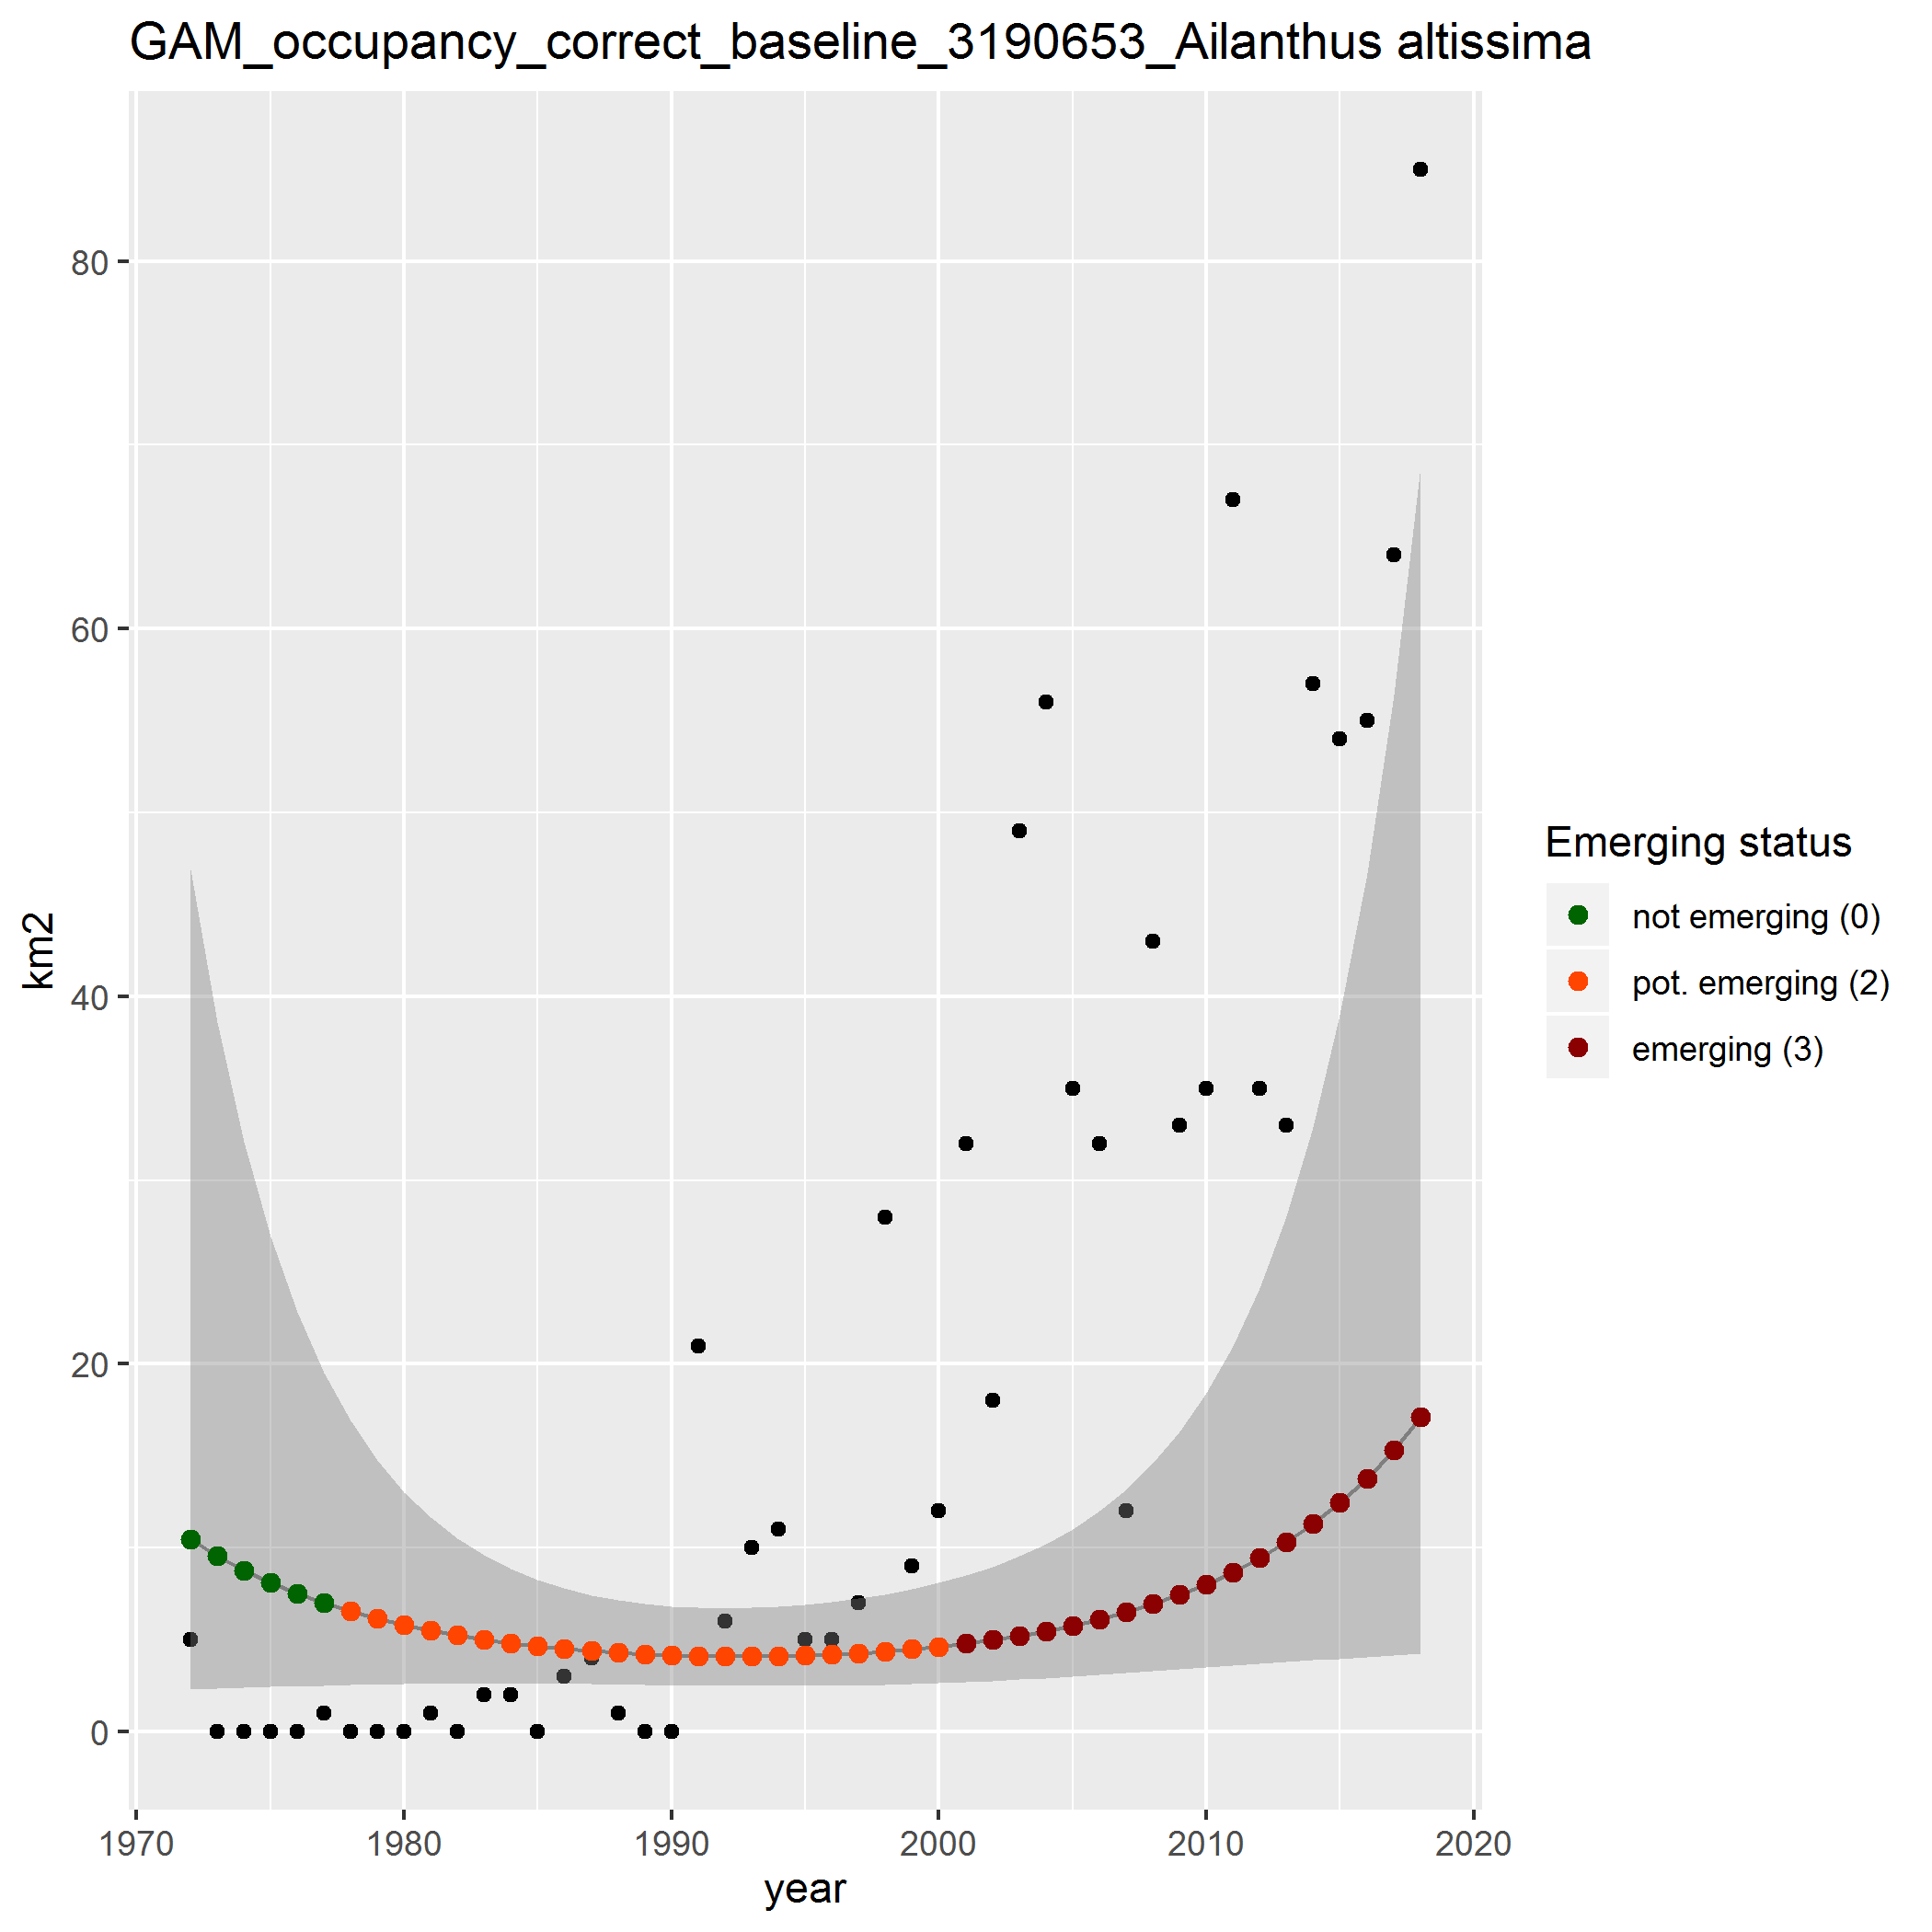 GAM_occupancy_correct_baseline_3190653_Ailanthus altissima
80
60
40
20
0
km2
1970 1980 1990 2000 2010 2020
year
Emerging status
not emerging (0)
pot. emerging (2)
emerging (3)